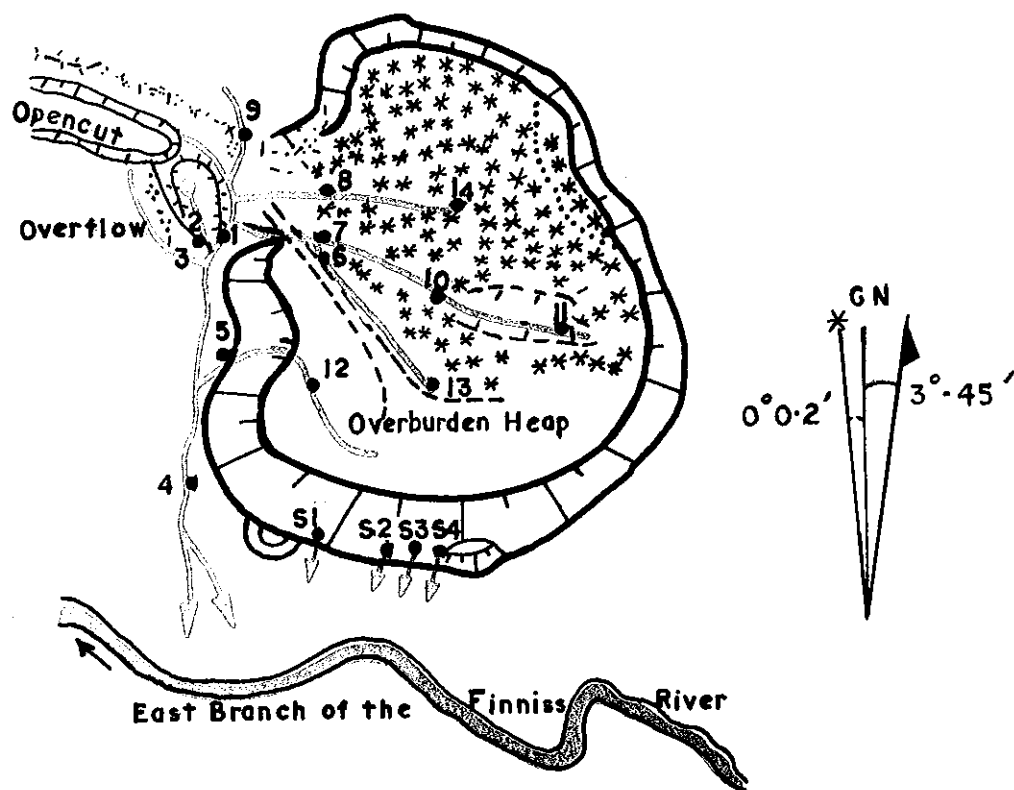 9
Opencut
8
14
Overflow
2
1
3
7
6
10
11
GN
5
12
13
0°0·2′
3°·45′
Overburden Heap
4
S1
S2
S3
S4
East Branch of the Finniss River